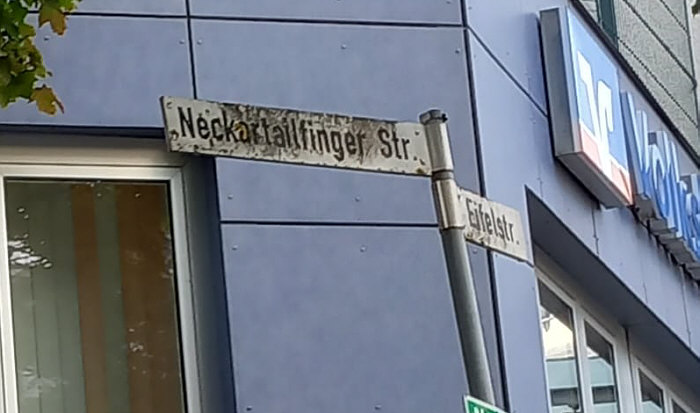 Neckartailfinger Str.
Eifelstr.